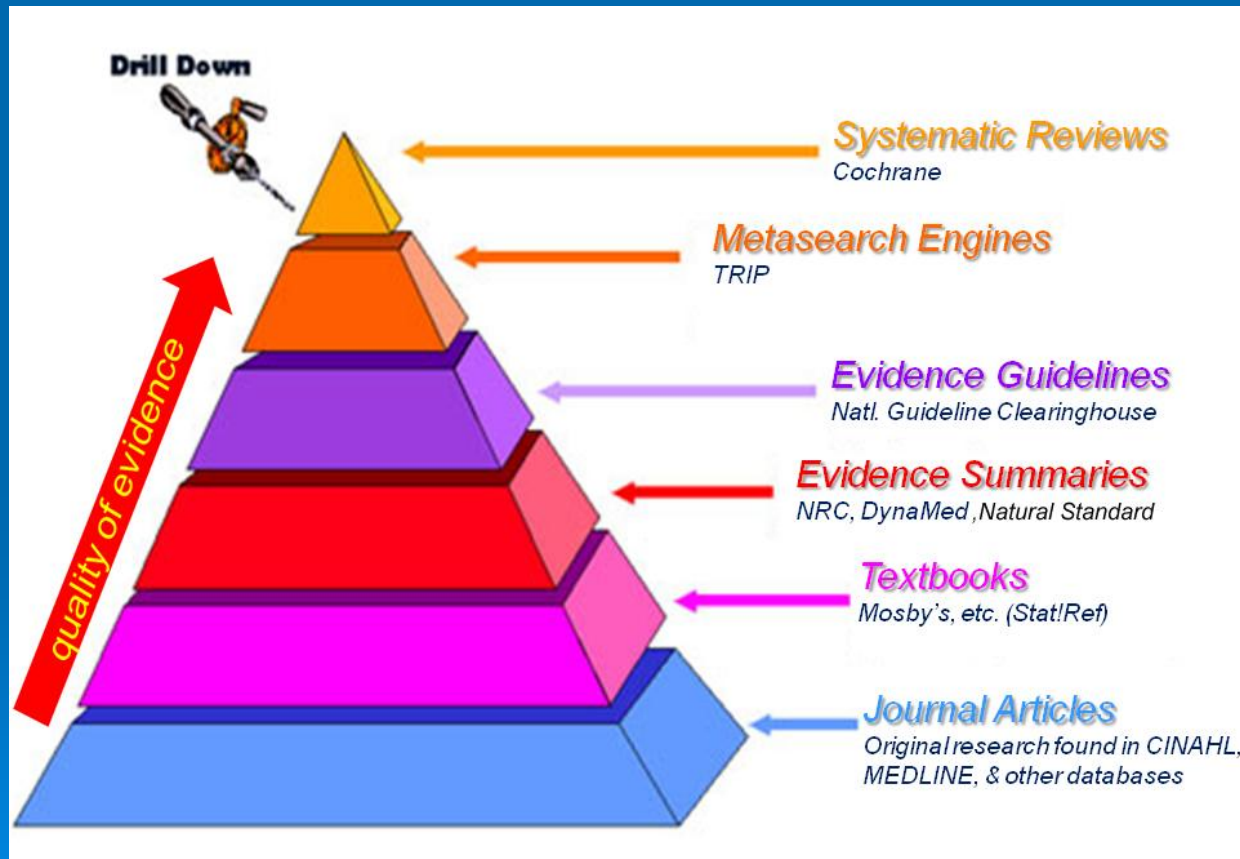 Drill Down
Systematic Reviews
Cochrane
Metasearch Engines
TRIP
Evidence Guidelines
Natl. Guideline Clearinghouse
quality of evidence
Evidence Summaries
NRC, DynaMed ,Natural Standard
Textbooks
Mosby's, etc. (Stat!Ref)
Journal Articles
Original research found in CINAHL,
MEDLINE, & other databases